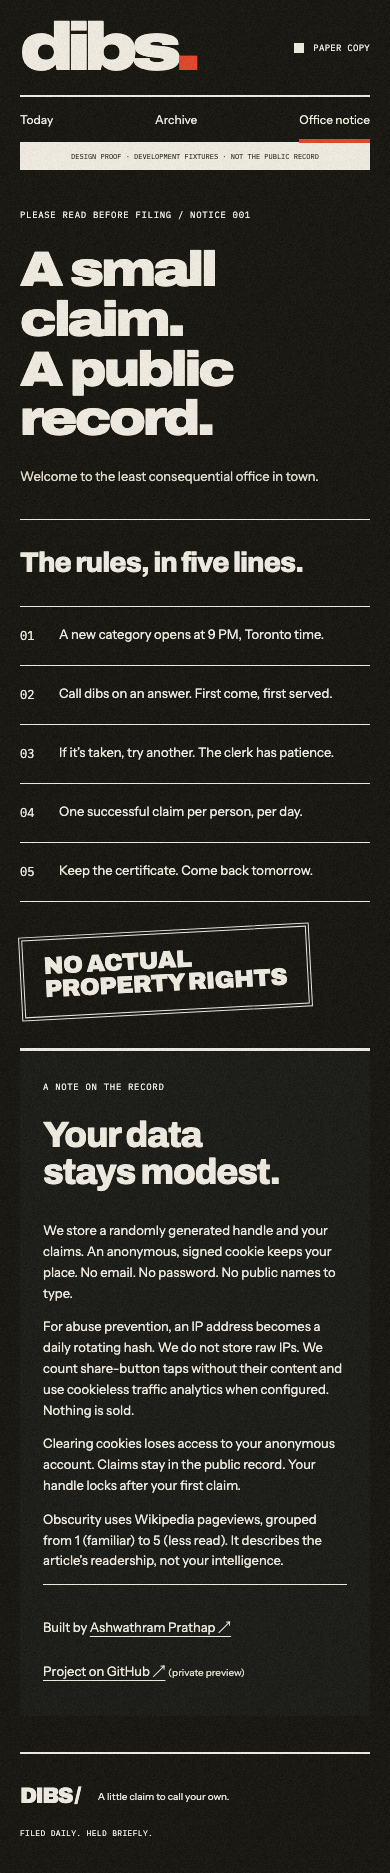 dibs.
PAPER COPY
Today
Archive
Office notice
DESIGN PROOF · DEVELOPMENT FIXTURES · NOT THE PUBLIC RECORD
PLEASE READ BEFORE FILING / NOTICE 001
A small
claim.
A public
record.
Welcome to the least consequential office in town.
The rules, in five lines.
01 A new category opens at 9 PM, Toronto time.
02 Call dibs on an answer. First come, first served.
03 If it's taken, try another. The clerk has patience.
04 One successful claim per person, per day.
05 Keep the certificate. Come back tomorrow.
NO ACTUAL
PROPERTY RIGHTS
A NOTE ON THE RECORD
Your data
stays modest.
We store a randomly generated handle and your
claims. An anonymous, signed cookie keeps your
place. No email. No password. No public names to
type.
For abuse prevention, an IP address becomes a
daily rotating hash. We do not store raw IPs. We
count share-button taps without their content and
use cookieless traffic analytics when configured.
Nothing is sold.
Clearing cookies loses access to your anonymous
account. Claims stay in the public record. Your
handle locks after your first claim.
Obscurity uses Wikipedia pageviews, grouped
from 1 (familiar) to 5 (less read). It describes the
article's readership, not your intelligence.
Built by Ashwathram Prathap ↗
Project on GitHub ↗ (private preview)
DIBS/ A little claim to call your own.
FILED DAILY. HELD BRIEFLY.